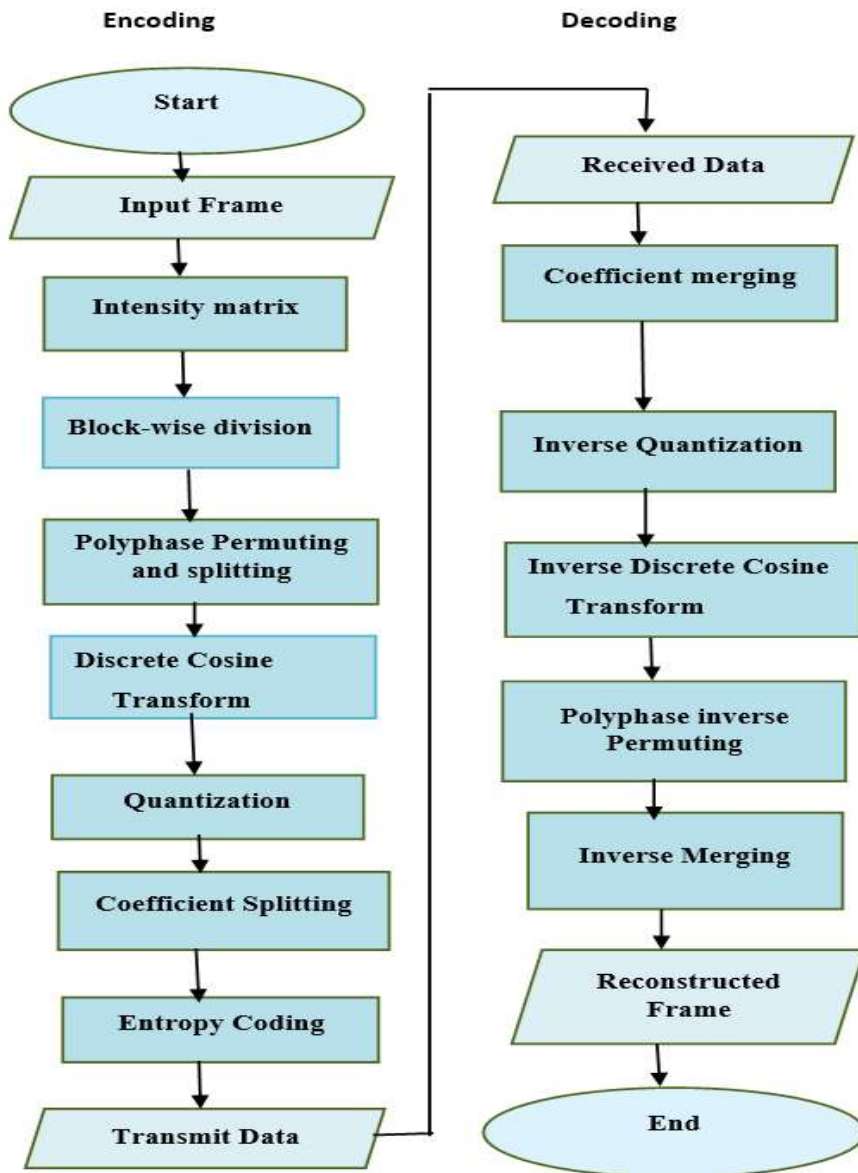 Encoding
Start
Input Frame
Intensity matrix
Block-wise division
Polyphase Permuting
and splitting
Discrete Cosine
Transform
Quantization
Coefficient Splitting
Entropy Coding
Transmit Data
Decoding
Received Data
Coefficient merging
Inverse Quantization
Inverse Discrete Cosine
Transform
Polyphase inverse
Permuting
Inverse Merging
Reconstructed
Frame
End